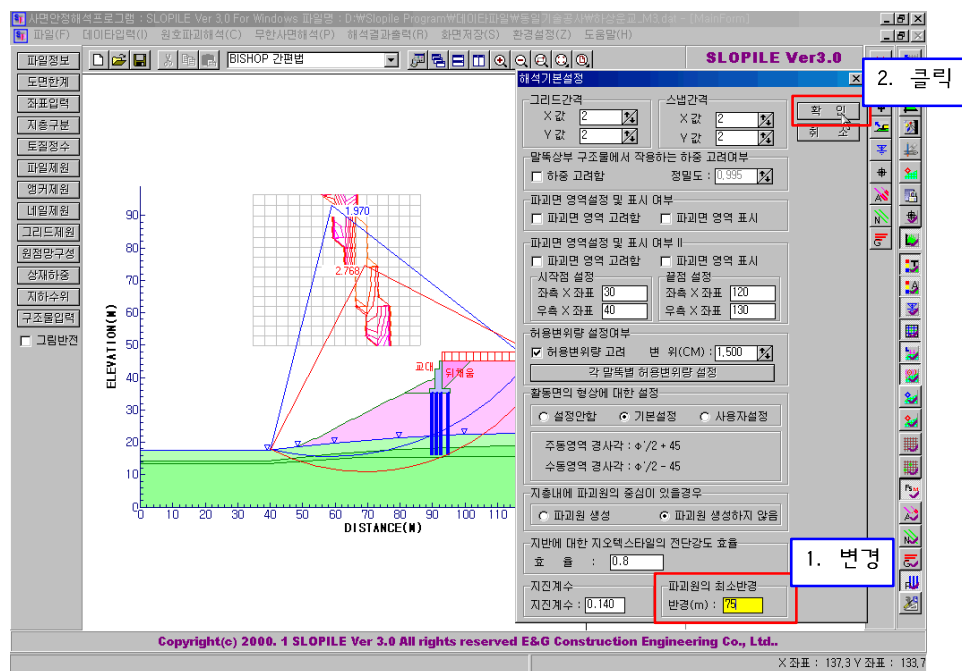 사면안정해석프로그램 : SLOPILE Ver 3.0 For Windows 파일명 : D:₩Slopile Program₩데이타파일₩동일기술공사₩하상운교_M3.dat - [MainForm]
파일(F) 데이타입력(I) 원호파괴해석(C) 무한사면해석(P) 해석결과출력(R) 화면저장(S) 환경설정(Z) 도움말(H)
파일정보
BISHOP 간편법
SLOPILE Ver3.0
도면한계
좌표입력
지층구분
토질정수
파일제원
앵커제원
네일제원
그리드제원
원점망구성
상재하중
지하수위
구조물입력
그림반전
ELEVATION(M)
90
80
70
60
50
40
30
20
10
0
1.970
2.768
교대
뒤채움
0 10 20 30 40 50 60 70 80 90 100 110
DISTANCE(M)
해석기본설정
그리드간격
X 값 2
Y 값 2
스냅간격
X 값 2
Y 값 2
확 인
취 소
2. 클릭
말뚝상부 구조물에서 작용하는 하중 고려여부
하중 고려함 정밀도 : 0,995
파괴면 영역설정 및 표시 여부
파괴면 영역 고려함 파괴면 영역 표시
파괴면 영역설정 및 표시 여부 II
파괴면 영역 고려함 파괴면 영역 표시
시작점 설정
좌측 X 좌표 30
우측 X 좌표 40
끝점 설정
좌측 X 좌표 120
우측 X 좌표 130
허용변위량 설정여부
허용변위량 고려 변 위(CM) : 1,500
각 말뚝별 허용변위량 설정
활동면의 형상에 대한 설정
설정안함 기본설정 사용자설정
주동영역 경사각 : Φ'/2 + 45
수동영역 경사각 : Φ'/2 - 45
지층내에 파괴원의 중심이 있을경우
파괴원 생성 파괴원 생성하지 않음
지반에 대한 지오텍스타일의 전단강도 효율
효 율 : 0.8
1. 변경
지진계수
지진계수 : 0.140
파괴원의 최소반경
반경(m) : 75
Copyright(c) 2000. 1 SLOPILE Ver 3.0 All rights reserved E&G Construction Engineering Co., Ltd..
X 좌표 : 137,3 Y 좌표 : 133,7